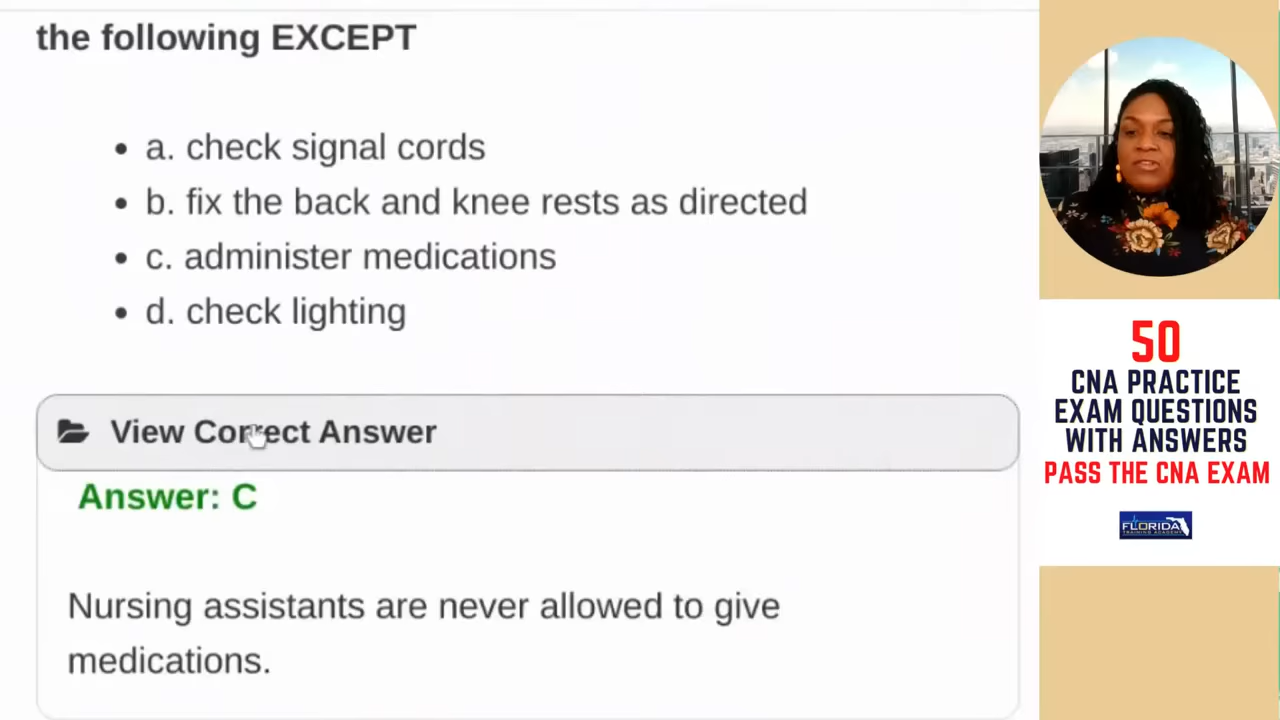 the following EXCEPT
• a. check signal cords
• b. fix the back and knee rests as directed
• c. administer medications
• d. check lighting
View Correct Answer
Answer: C
Nursing assistants are never allowed to give
medications.
50
CNA PRACTICE
EXAM QUESTIONS
WITH ANSWERS
PASS THE CNA EXAM
FLORIDA
TRAINING ACADEMY